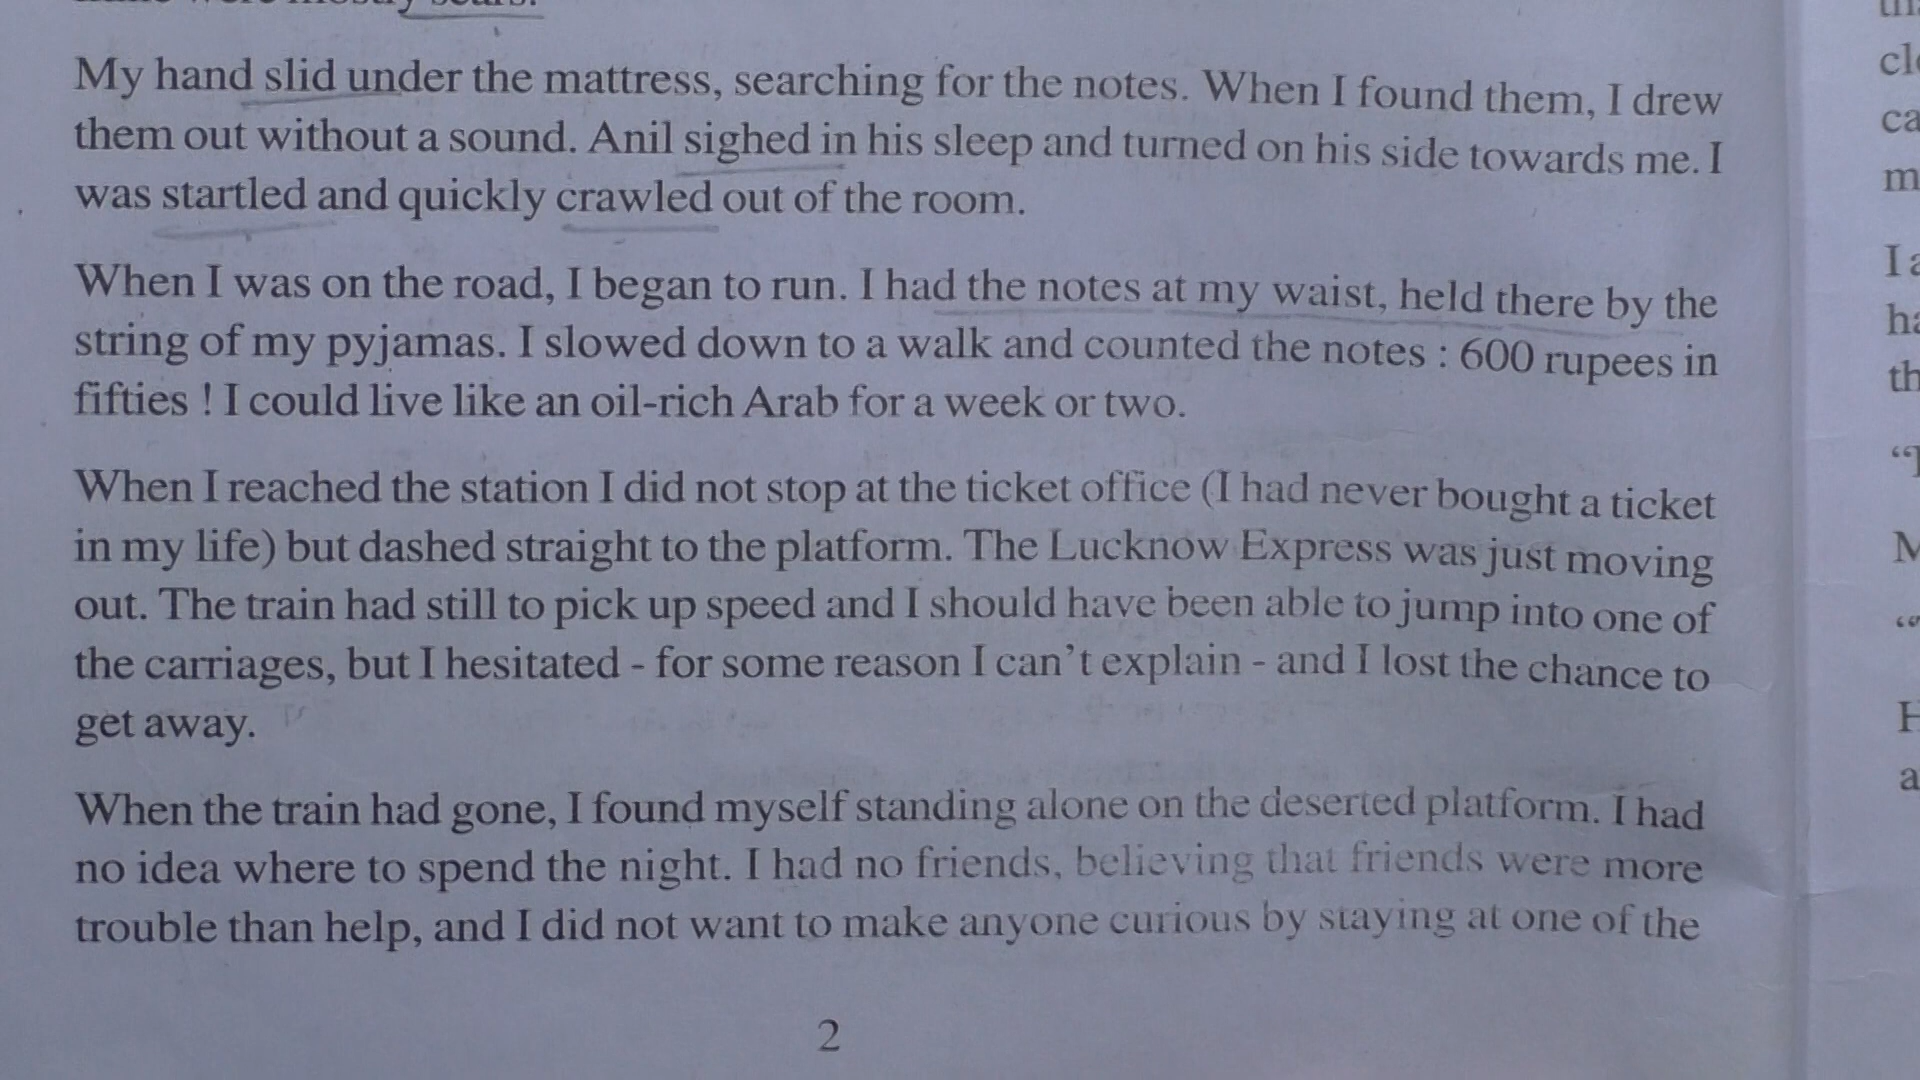 were mostly scars.
My hand slid under the mattress, searching for the notes. When I found them, I drew
them out without a sound. Anil sighed in his sleep and turned on his side towards me. I
was startled and quickly crawled out of the room.
When I was on the road, I began to run. I had the notes at my waist, held there by the
string of my pyjamas. I slowed down to a walk and counted the notes : 600 rupees in
fifties ! I could live like an oil-rich Arab for a week or two.
When I reached the station I did not stop at the ticket office (I had never bought a ticket
in my life) but dashed straight to the platform. The Lucknow Express was just moving
out. The train had still to pick up speed and I should have been able to jump into one of
the carriages, but I hesitated - for some reason I can't explain - and I lost the chance to
get away.
When the train had gone, I found myself standing alone on the deserted platform. I had
no idea where to spend the night. I had no friends, believing that friends were more
trouble than help, and I did not want to make anyone curious by staying at one of the
2